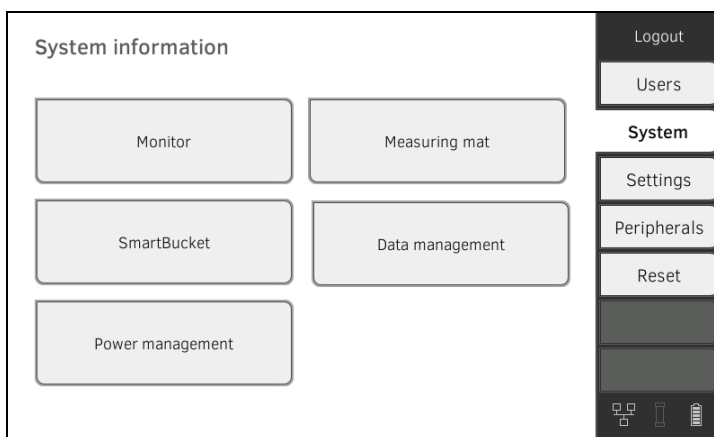 System information
Monitor
Measuring mat
SmartBucket
Data management
Power management
Logout
Users
System
Settings
Peripherals
Reset